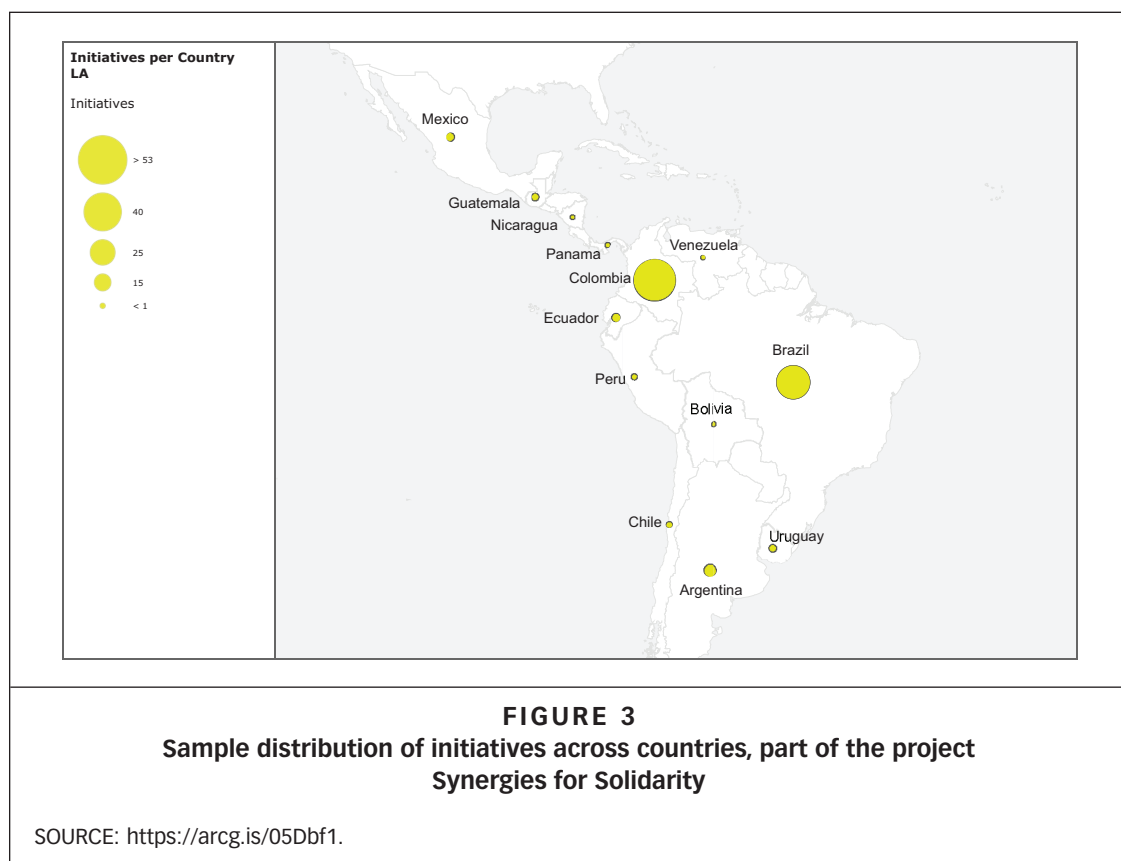 Initiatives per Country
LA
Initiatives
> 53
40
25
15
< 1
Mexico
Guatemala
Nicaragua
Panama
Venezuela
Colombia
Ecuador
Brazil
Peru
Bolivia
Chile
Uruguay
Argentina
FIGURE 3
Sample distribution of initiatives across countries, part of the project
Synergies for Solidarity
SOURCE: https://arcg.is/05Dbf1.